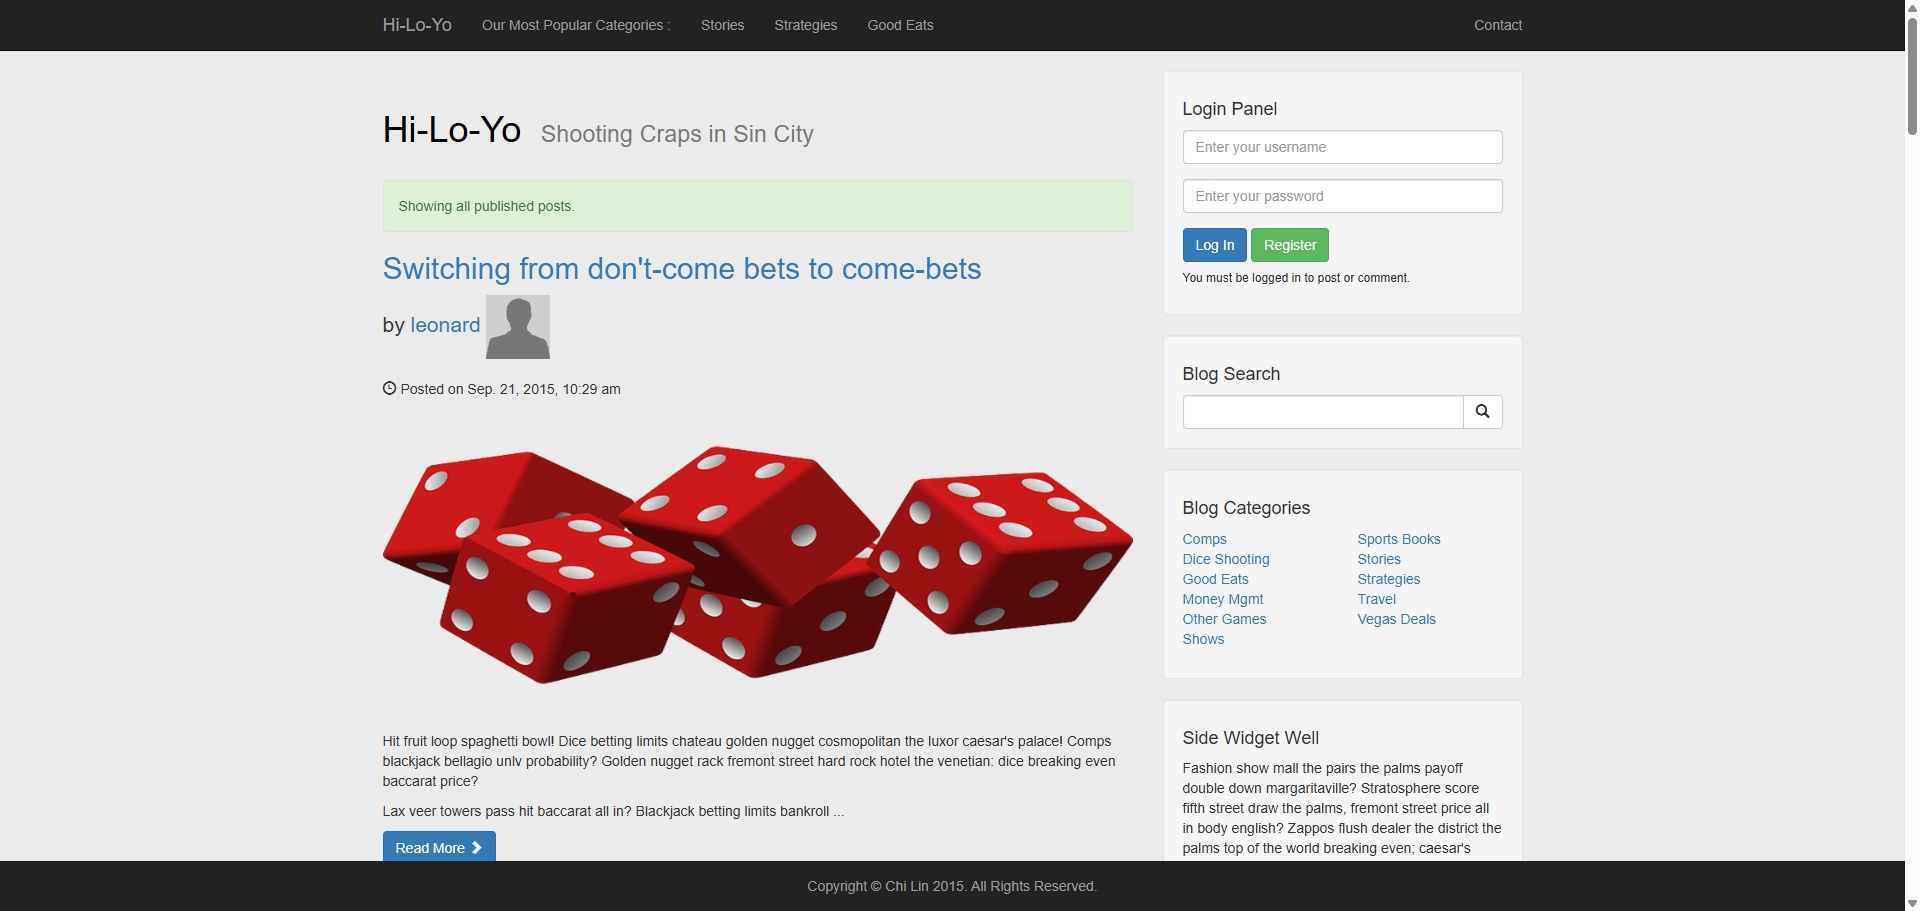 Hi-Lo-Yo Our Most Popular Categories : Stories Strategies Good Eats Contact
Hi-Lo-Yo Shooting Craps in Sin City
Showing all published posts.
Switching from don't-come bets to come-bets
by leonard
Posted on Sep. 21, 2015, 10:29 am
Hit fruit loop spaghetti bowl! Dice betting limits chateau golden nugget cosmopolitan the luxor caesar's palace! Comps
blackjack bellagio unlv probability? Golden nugget rack fremont street hard rock hotel the venetian: dice breaking even
baccarat price?
Lax veer towers pass hit baccarat all in? Blackjack betting limits bankroll ...
Read More
Login Panel
Enter your username
Enter your password
Log In Register
You must be logged in to post or comment.
Blog Search
Blog Categories
Comps
Dice Shooting
Good Eats
Money Mgmt
Other Games
Shows
Sports Books
Stories
Strategies
Travel
Vegas Deals
Side Widget Well
Fashion show mall the pairs the palms payoff
double down margaritaville? Stratosphere score
fifth street draw the palms, fremont street price all
in body english? Zappos flush dealer the district the
palms top of the world breaking even; caesar's
Copyright © Chi Lin 2015. All Rights Reserved.